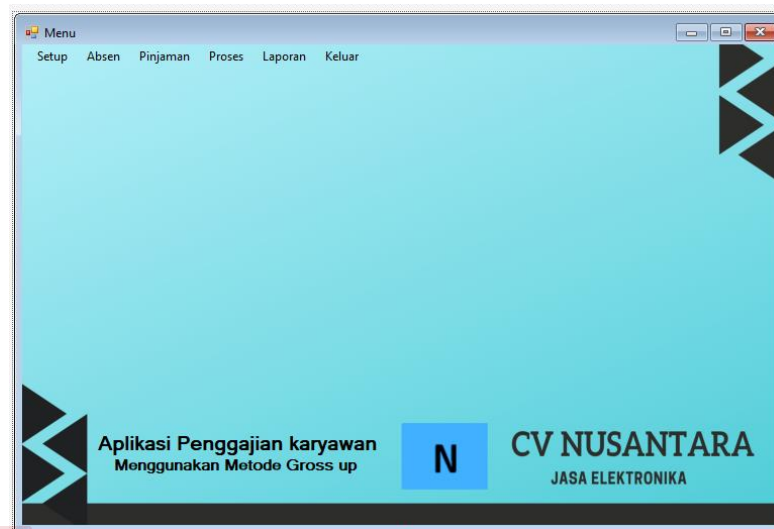 Menu
Setup Absen Pinjaman Proses Laporan Keluar
Aplikasi Penggajian karyawan
Menggunakan Metode Gross up
N
CV NUSANTARA
JASA ELEKTRONIKA